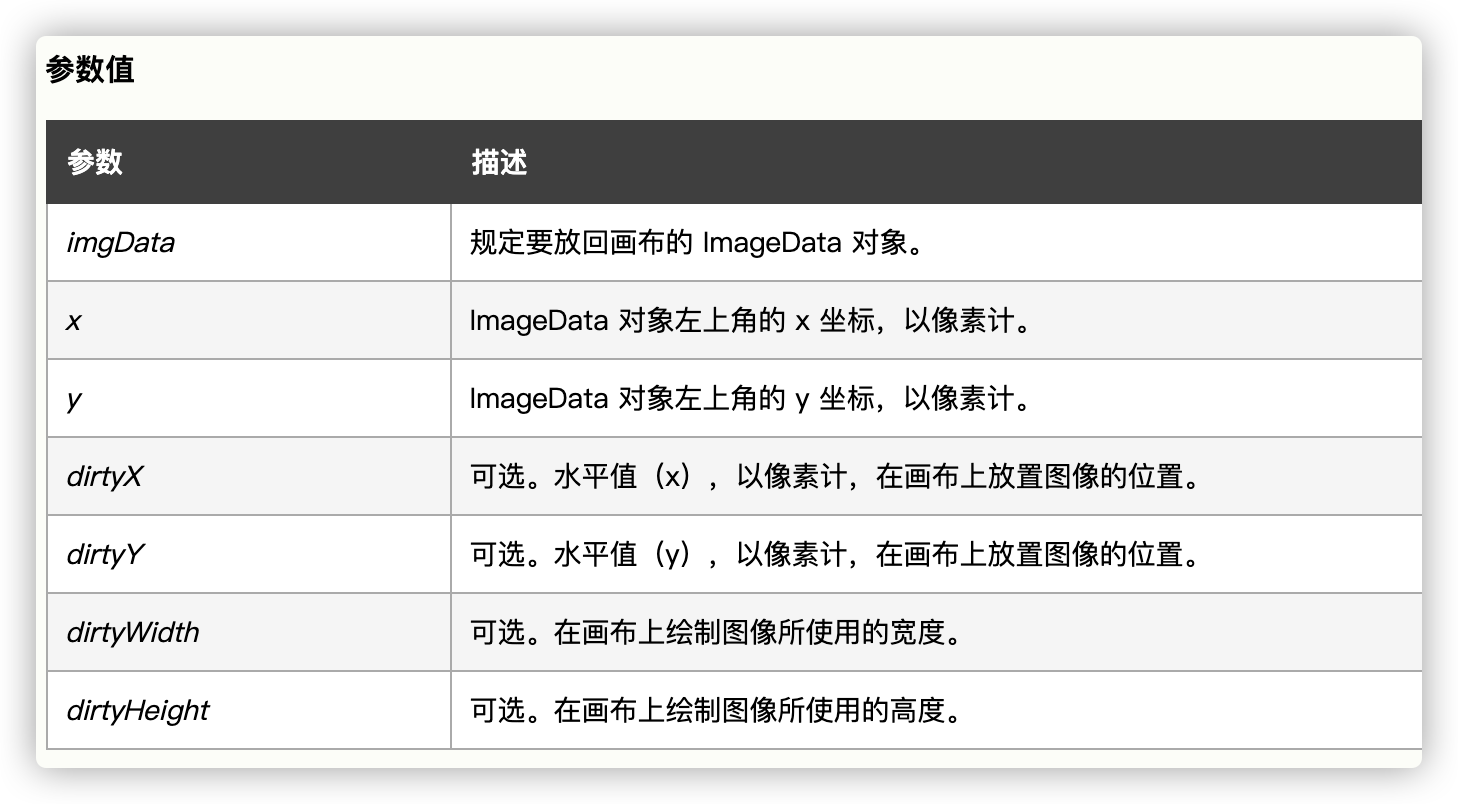 参数值
参数 描述
imgData 规定要放回画布的 ImageData 对象。
x ImageData 对象左上角的 x 坐标，以像素计。
y ImageData 对象左上角的 y 坐标，以像素计。
dirtyX 可选。水平值（x），以像素计，在画布上放置图像的位置。
dirtyY 可选。水平值（y），以像素计，在画布上放置图像的位置。
dirtyWidth 可选。在画布上绘制图像所使用的宽度。
dirtyHeight 可选。在画布上绘制图像所使用的高度。